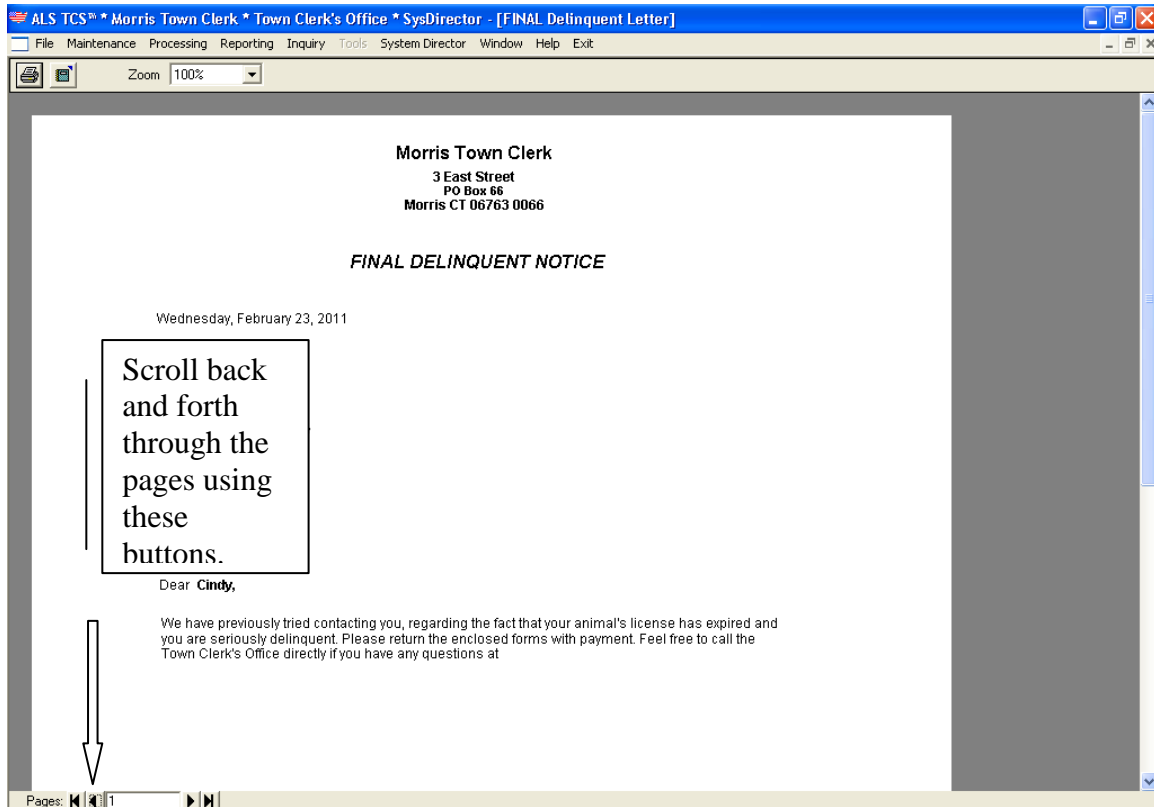 ALS TCS™ * Morris Town Clerk * Town Clerk's Office * SysDirector - [FINAL Delinquent Letter]
File Maintenance Processing Reporting Inquiry Tools System Director Window Help Exit
Zoom 100%
Morris Town Clerk
3 East Street
PO Box 66
Morris CT 06763 0066
FINAL DELINQUENT NOTICE
Wednesday, February 23, 2011
Scroll back
and forth
through the
pages using
these
buttons.
Dear Cindy,
We have previously tried contacting you, regarding the fact that your animal's license has expired and
you are seriously delinquent. Please return the enclosed forms with payment. Feel free to call the
Town Clerk's Office directly if you have any questions at
Pages: 1